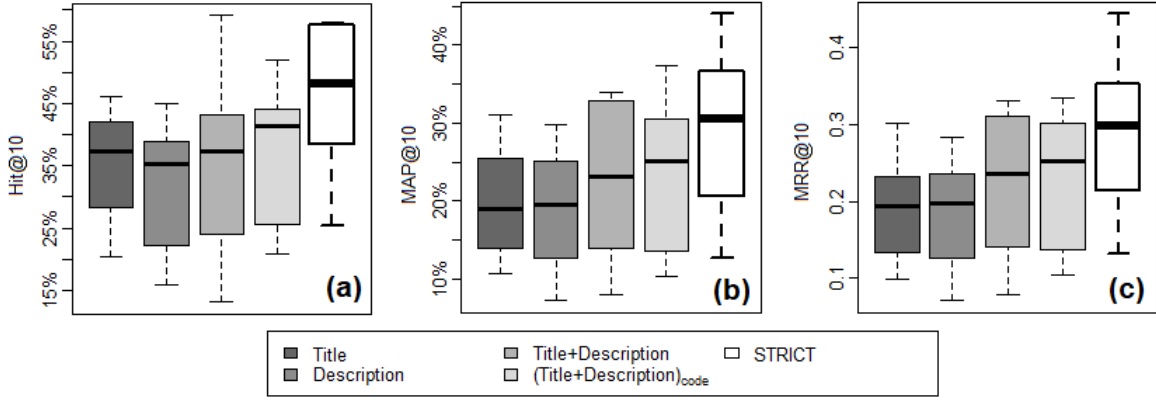 Hit@10
55%
45%
35%
25%
15%
(a)
MAP@10
40%
30%
20%
10%
(b)
MRR@10
0.4
0.3
0.2
0.1
(c)
Title
Title+Description
STRICT
Description
(Title+Description)code